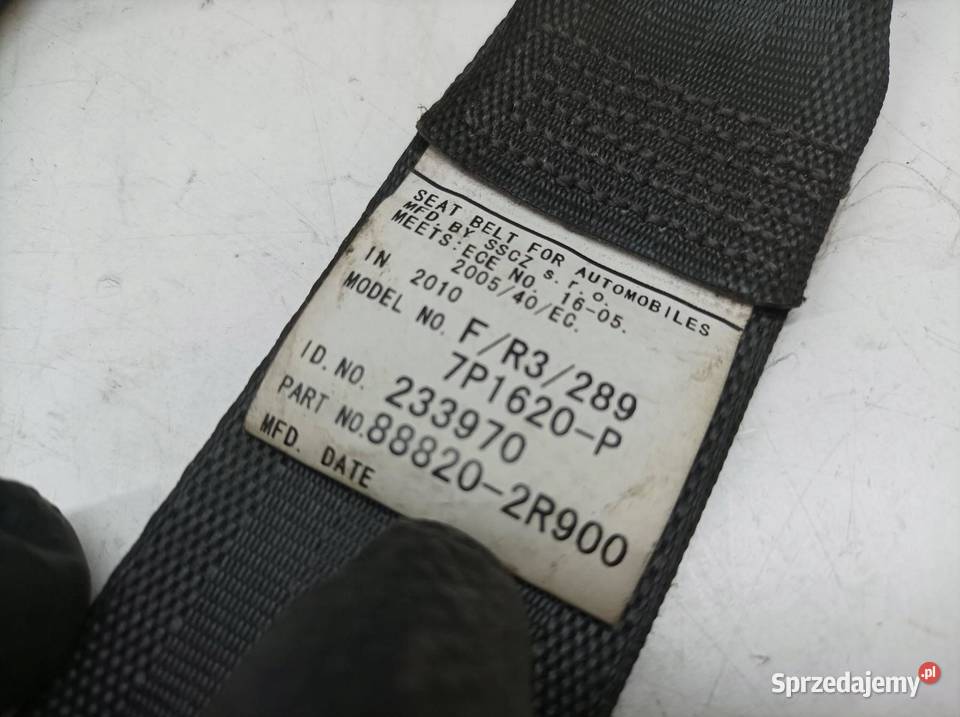 SEAT BELT FOR AUTOMOBILES
MFD. BY SSCZ s. r. o.
MEETS: ECE NO. 16-05.
2005/40/EC.
IN 2010
MODEL NO. F/R3/289
7P1620-P
ID. NO. 233970
PART NO. 88820-2R900
MFD. DATE
Sprzedajemy.pl